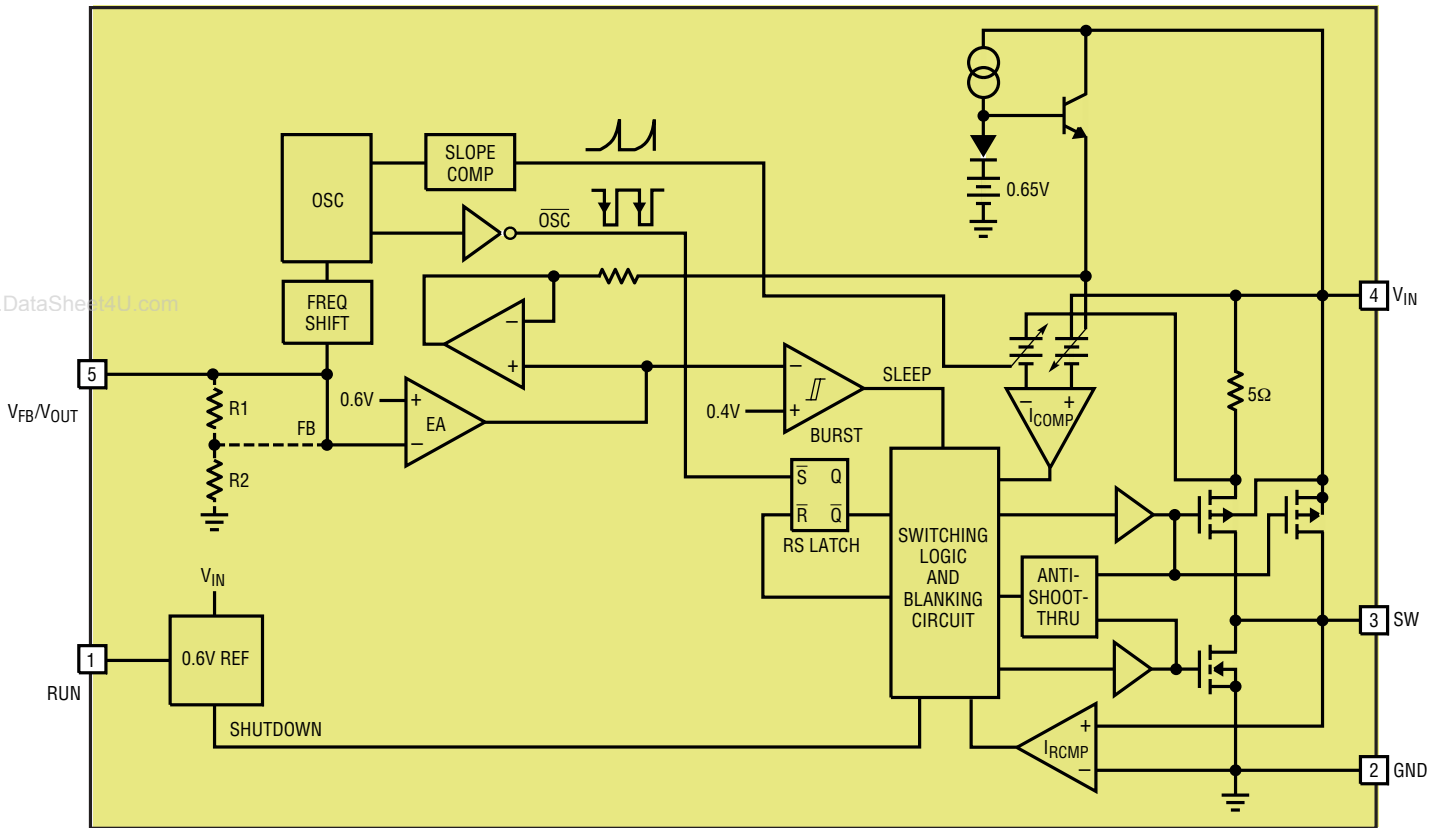 SLOPE
COMP
OSC
OSC
0.65V
.DataSheet4U.com
FREQ
SHIFT
4
VIN
5
VFB/VOUT
R1
FB
R2
0.6V
+
EA
–
–
+
0.4V
–
+
BURST
SLEEP
–
+
ICOMP
5Ω
S Q
R Q
RS LATCH
SWITCHING
LOGIC
AND
BLANKING
CIRCUIT
ANTI-
SHOOT-
THRU
VIN
0.6V REF
1
RUN
SHUTDOWN
3
SW
+
IRCMP
–
2
GND